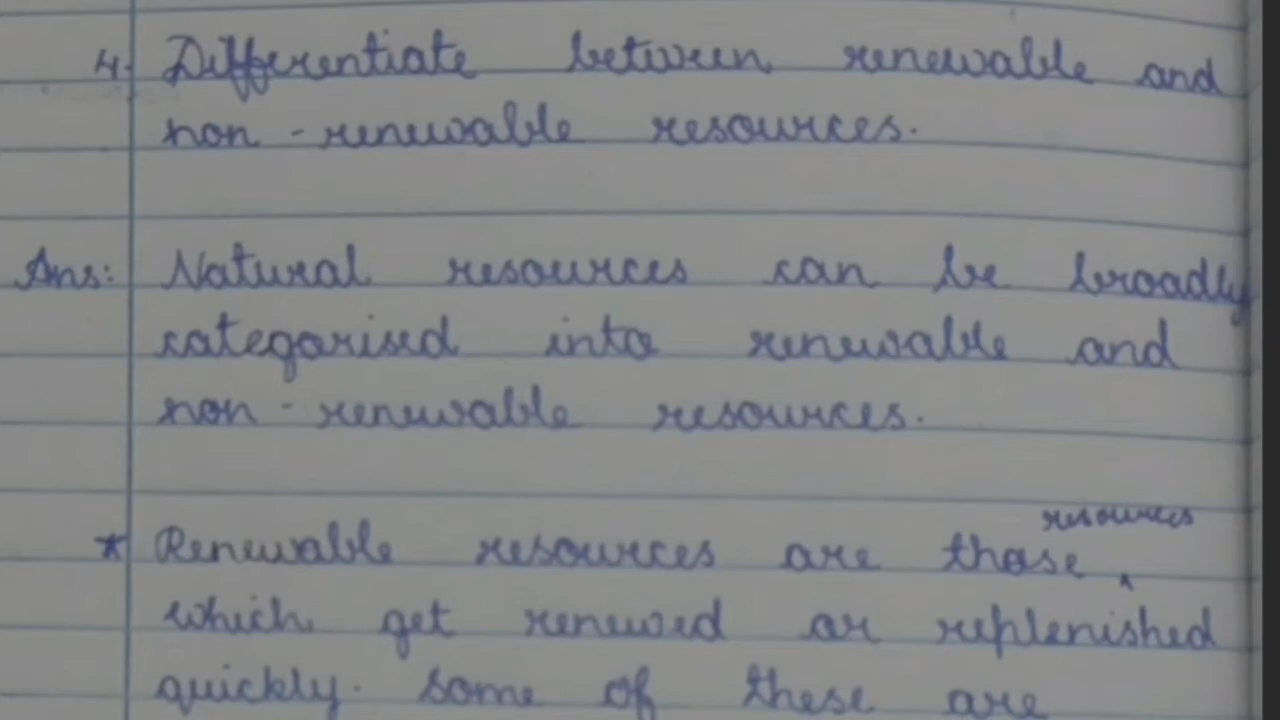 4. Differentiate between renewable and
non-renewable resources.
Ans: Natural resources can be broadly
categorised into renewable and
non-renewable resources.
resources
* Renewable resources are those ^
which get renewed or replenished
quickly. Some of these are